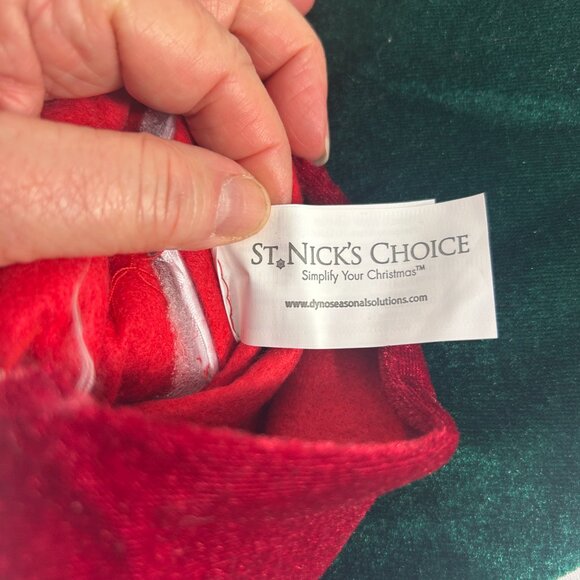 ST. NICK'S CHOICE
Simplify Your Christmas™
www.dynoseasonalsolutions.com